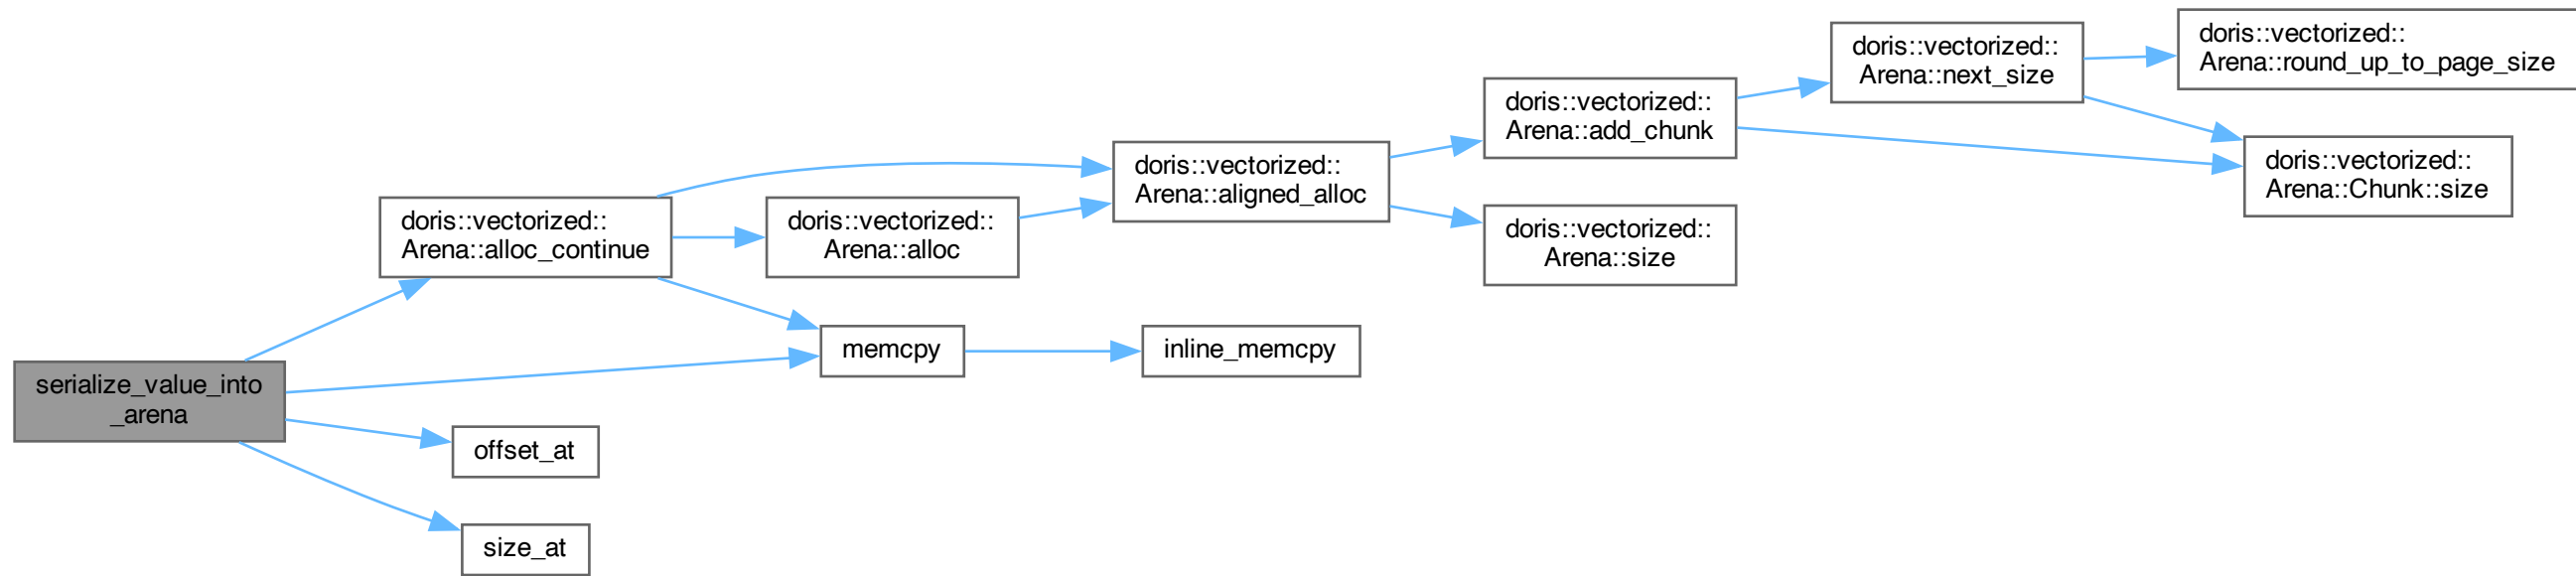 serialize_value_into
_arena
doris::vectorized::
Arena::alloc_continue
doris::vectorized::
Arena::alloc
doris::vectorized::
Arena::aligned_alloc
doris::vectorized::
Arena::add_chunk
doris::vectorized::
Arena::next_size
doris::vectorized::
Arena::round_up_to_page_size
doris::vectorized::
Arena::Chunk::size
doris::vectorized::
Arena::size
memcpy
inline_memcpy
offset_at
size_at